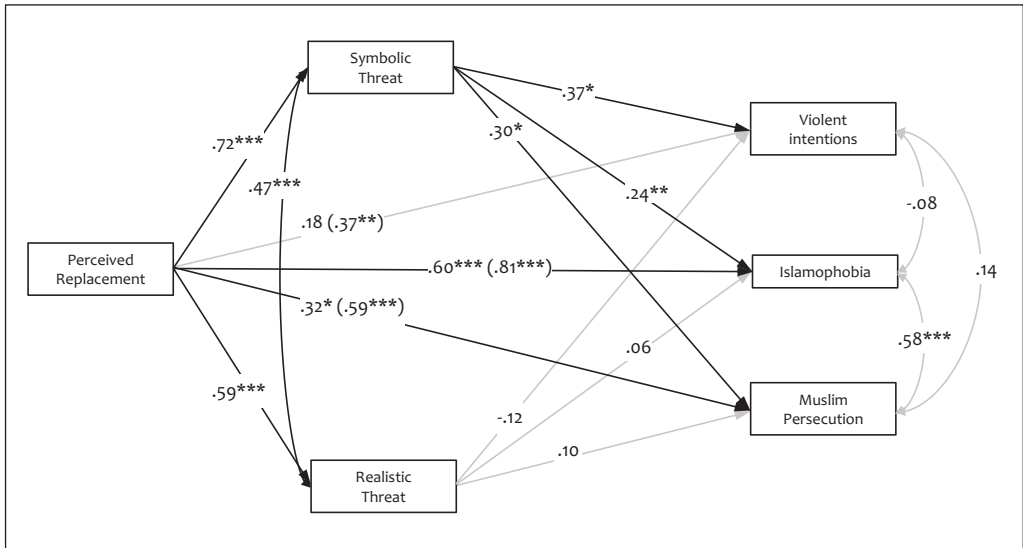 Symbolic
Threat
.37*
Violent
intentions
.30*
.72***
.47***
.24**
-.08
.18 (.37**)
Perceived
Replacement
.60*** (.81***)
Islamophobia
.14
.32* (.59***)
.06
.58***
.59***
Muslim
Persecution
-.12
.10
Realistic
Threat